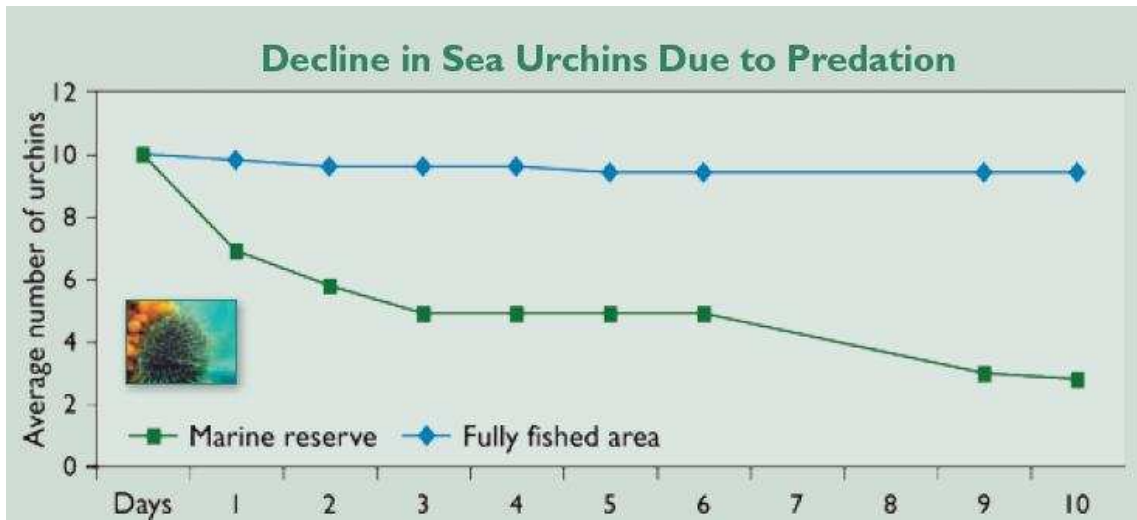 Decline in Sea Urchins Due to Predation
Average number of urchins
12
10
8
6
4
2
0
Marine reserve Fully fished area
Days 1 2 3 4 5 6 7 8 9 10